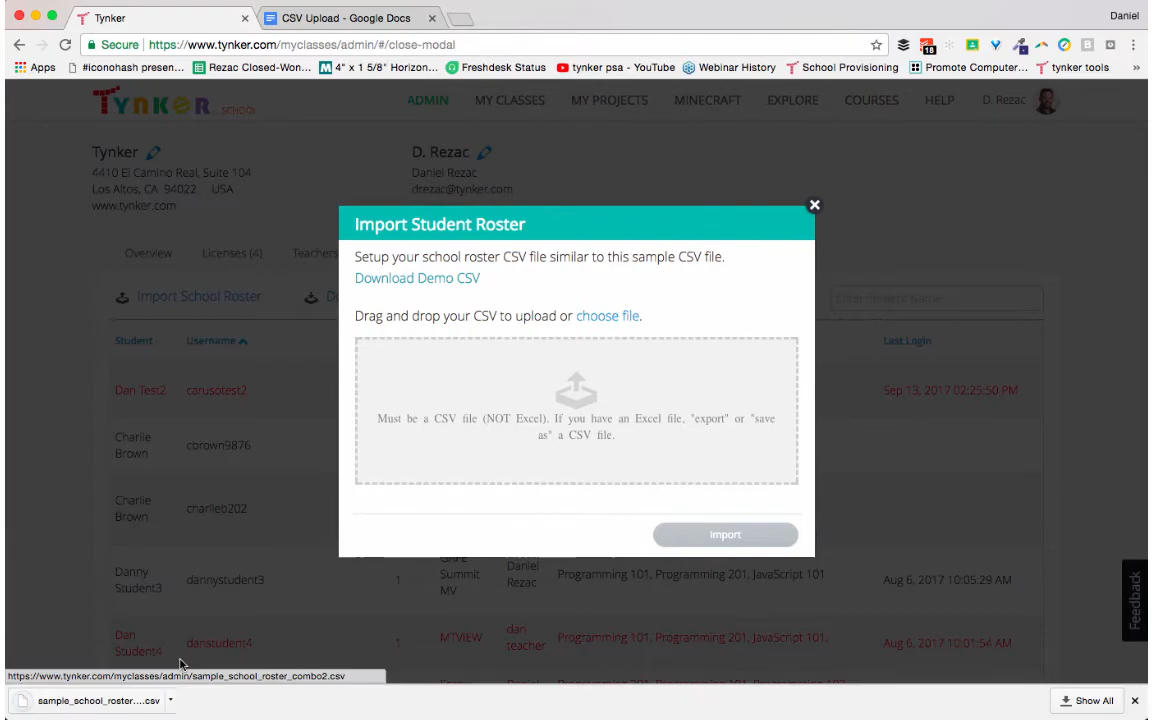 Tynker
CSV Upload - Google Docs
Daniel
Secure
https://www.tynker.com/myclasses/admin/#/close-modal
18
Apps
#iconohash presen...
Rezac Closed-Won...
4" x 1 5/8" Horizon...
Freshdesk Status
tynker psa - YouTube
Webinar History
School Provisioning
Promote Computer...
tynker tools
»
Tynker SCHOOL
ADMIN
MY CLASSES
MY PROJECTS
MINECRAFT
EXPLORE
COURSES
HELP
D. Rezac
Tynker
4410 El Camino Real, Suite 104
Los Altos, CA 94022 USA
www.tynker.com
D. Rezac
Daniel Rezac
drezac@tynker.com
Overview
Licenses (4)
Teachers
Import School Roster
Enter Student Name
Student
Username
Last Login
Dan Test2
carusotest2
Sep 13, 2017 02:25:50 PM
Charlie
Brown
cbrown9876
Charlie
Brown
charlieb202
Danny
Student3
dannystudent3
1
Summit
MV
Daniel
Rezac
Programming 101, Programming 201, JavaScript 101
Aug 6, 2017 10:05:29 AM
Dan
Student4
danstudent4
1
MTVIEW
dan
teacher
Programming 101, Programming 201, JavaScript 101,
Aug 6, 2017 10:01:54 AM
Import Student Roster
Setup your school roster CSV file similar to this sample CSV file.
Download Demo CSV
Drag and drop your CSV to upload or choose file.
Must be a CSV file (NOT Excel). If you have an Excel file, "export" or "save
as" a CSV file.
Import
Feedback
https://www.tynker.com/myclasses/admin/sample_school_roster_combo2.csv
sample_school_roster....csv
Show All